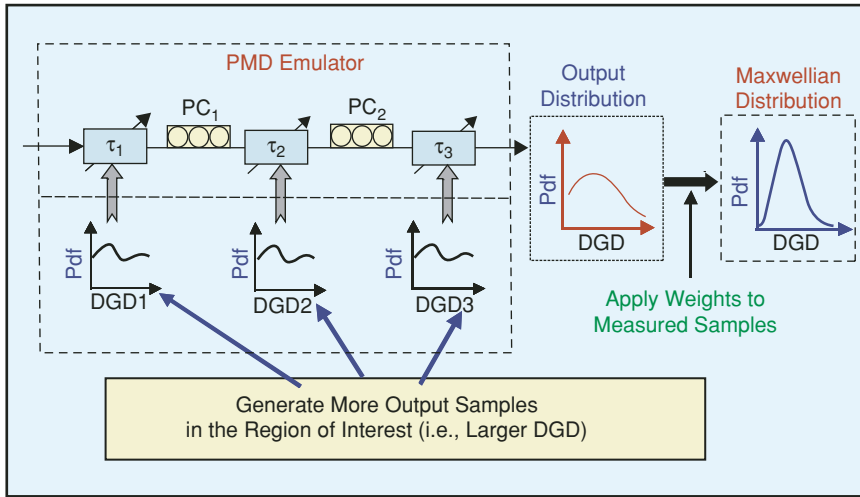 PMD Emulator
PC1
PC2
τ1
τ2
τ3
Pdf
DGD1
Pdf
DGD2
Pdf
DGD3
Output
Distribution
Pdf
DGD
Maxwellian
Distribution
Pdf
DGD
Apply Weights to
Measured Samples
Generate More Output Samples
in the Region of Interest (i.e., Larger DGD)